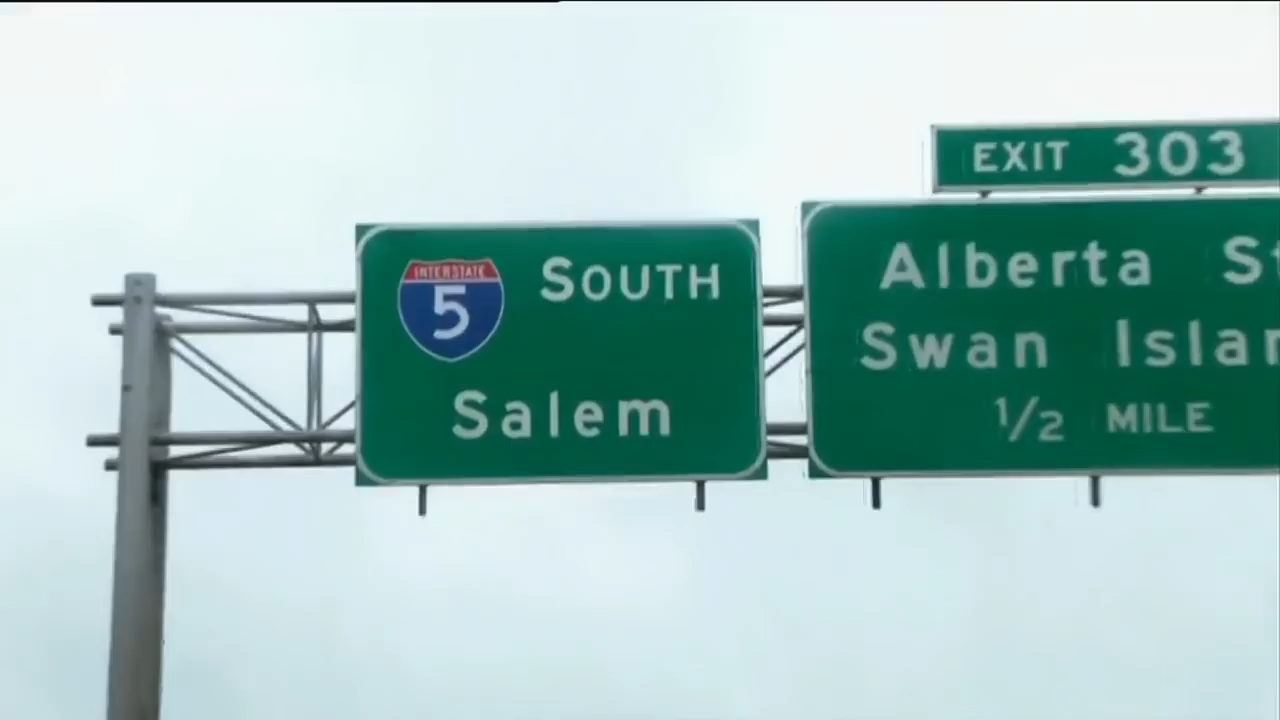 INTERSTATE
5
SOUTH
Salem
EXIT 303
Alberta
Swan
1/2 MILE